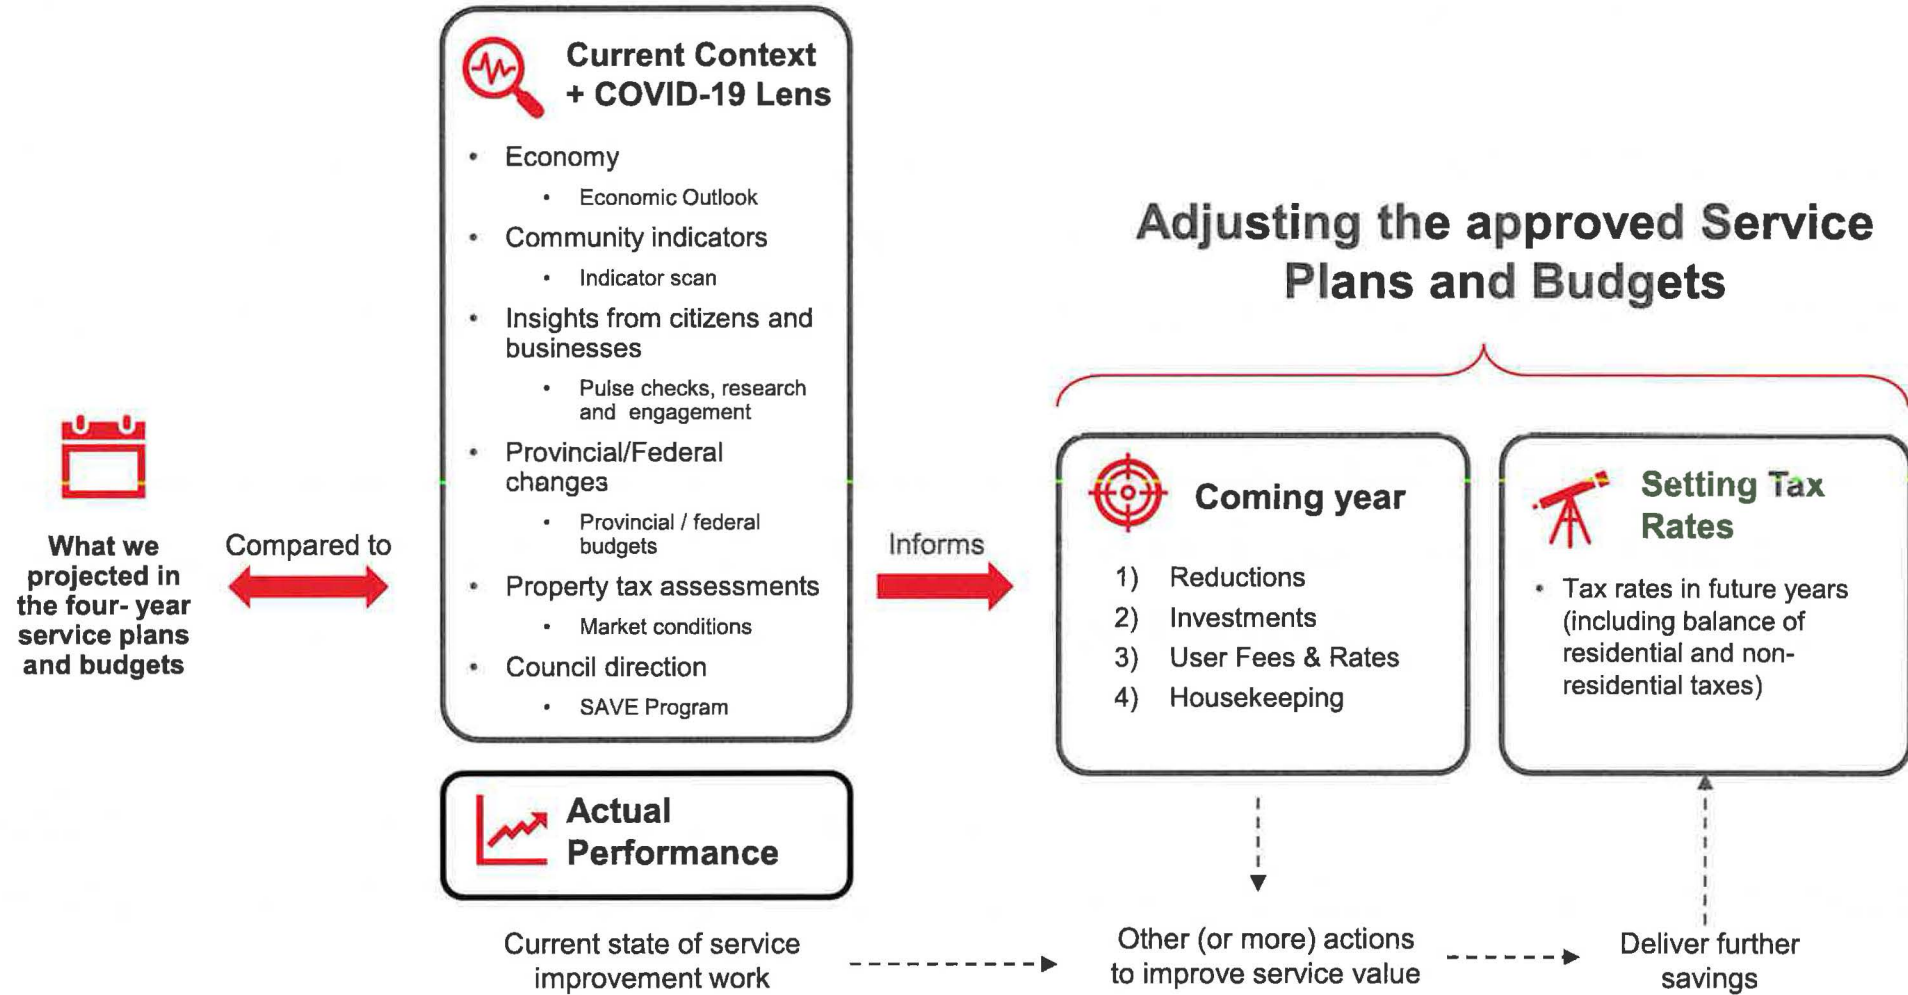 What we
projected in
the four- year
service plans
and budgets
Compared to
Current Context
+ COVID-19 Lens
• Economy
• Economic Outlook
• Community indicators
• Indicator scan
• Insights from citizens and
businesses
• Pulse checks, research
and engagement
• Provincial/Federal
changes
• Provincial / federal
budgets
• Property tax assessments
• Market conditions
• Council direction
• SAVE Program
Actual
Performance
Informs
Adjusting the approved Service
Plans and Budgets
Coming year
1) Reductions
2) Investments
3) User Fees & Rates
4) Housekeeping
Setting Tax
Rates
• Tax rates in future years
(including balance of
residential and non-
residential taxes)
Current state of service
improvement work
Other (or more) actions
to improve service value
Deliver further
savings